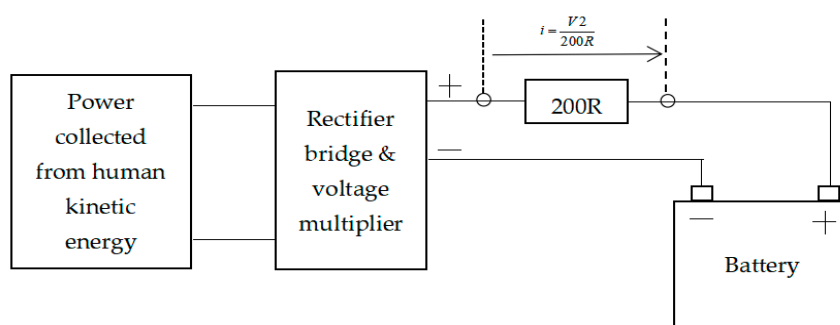 Power
collected
from human
kinetic
energy
Rectifier
bridge &
voltage
multiplier
+
—
i = V2/200R
200R
—
+
Battery